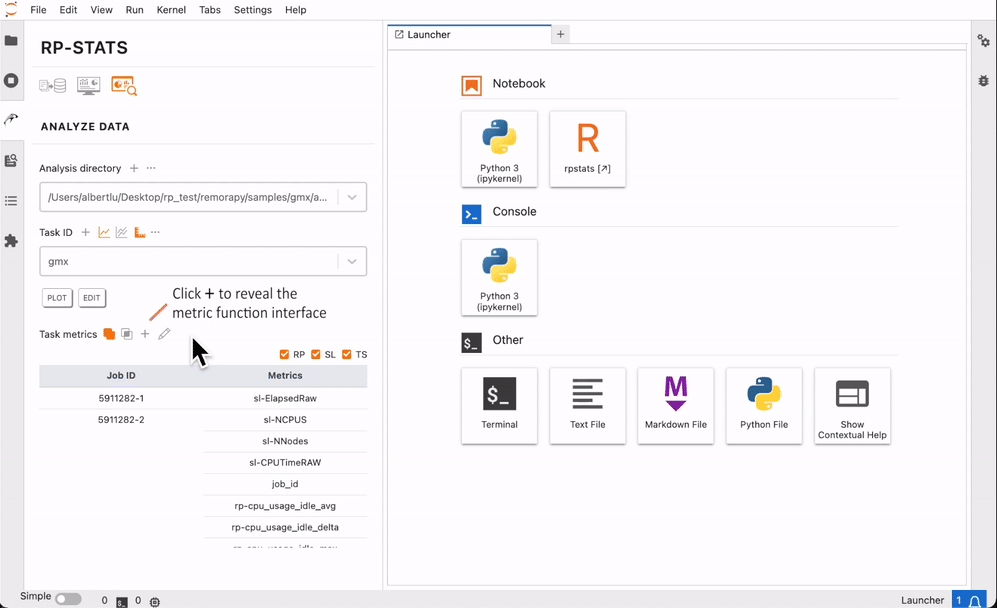 File Edit View Run Kernel Tabs Settings Help
RP-STATS
ANALYZE DATA
Analysis directory + ...
/Users/albertlu/Desktop/rp_test/remorapy/samples/gmx/a...
Task ID + ...
gmx
PLOT EDIT
Click + to reveal the
metric function interface
Task metrics +
RP SL TS
Job ID Metrics
5911282-1 sl-ElapsedRaw
5911282-2 sl-NCPUS
sl-NNodes
sl-CPUTimeRAW
job_id
rp-cpu_usage_idle_avg
rp-cpu_usage_idle_delta
Launcher +
Notebook
Python 3
(ipykernel)
R
rpstats [↗]
Console
Python 3
(ipykernel)
$_ Other
$_
Terminal
Text File
M
Markdown File
Python File
Show
Contextual Help
Simple 0 $_ 0 Launcher 1